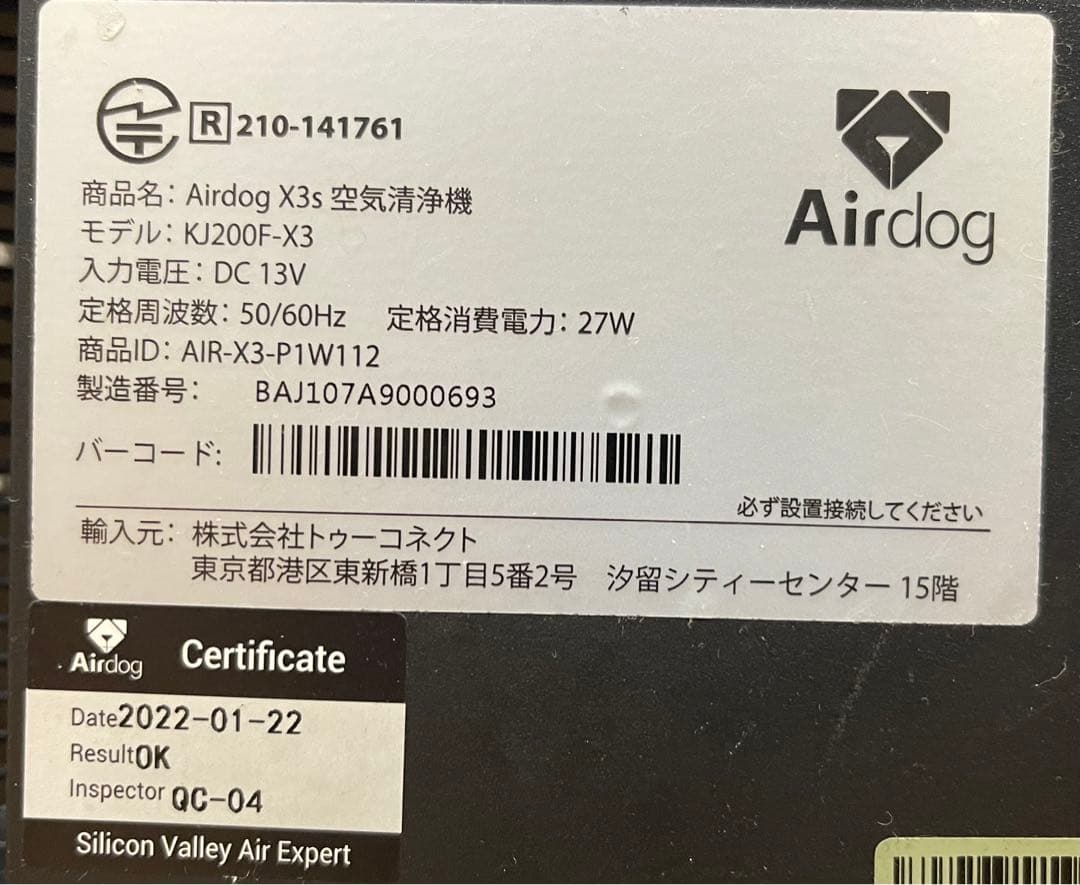 R 210-141761
Airdog
商品名: Airdog X3s 空気清浄機
モデル: KJ200F-X3
入力電圧: DC 13V
定格周波数: 50/60Hz 定格消費電力: 27W
商品ID: AIR-X3-P1W112
製造番号: BAJ107A9000693
バーコード:
必ず設置接続してください
輸入元: 株式会社トゥーコネクト
東京都港区東新橋1丁目5番2号 汐留シティーセンター 15階
Airdog Certificate
Date 2022-01-22
Result OK
Inspector QC-04
Silicon Valley Air Expert